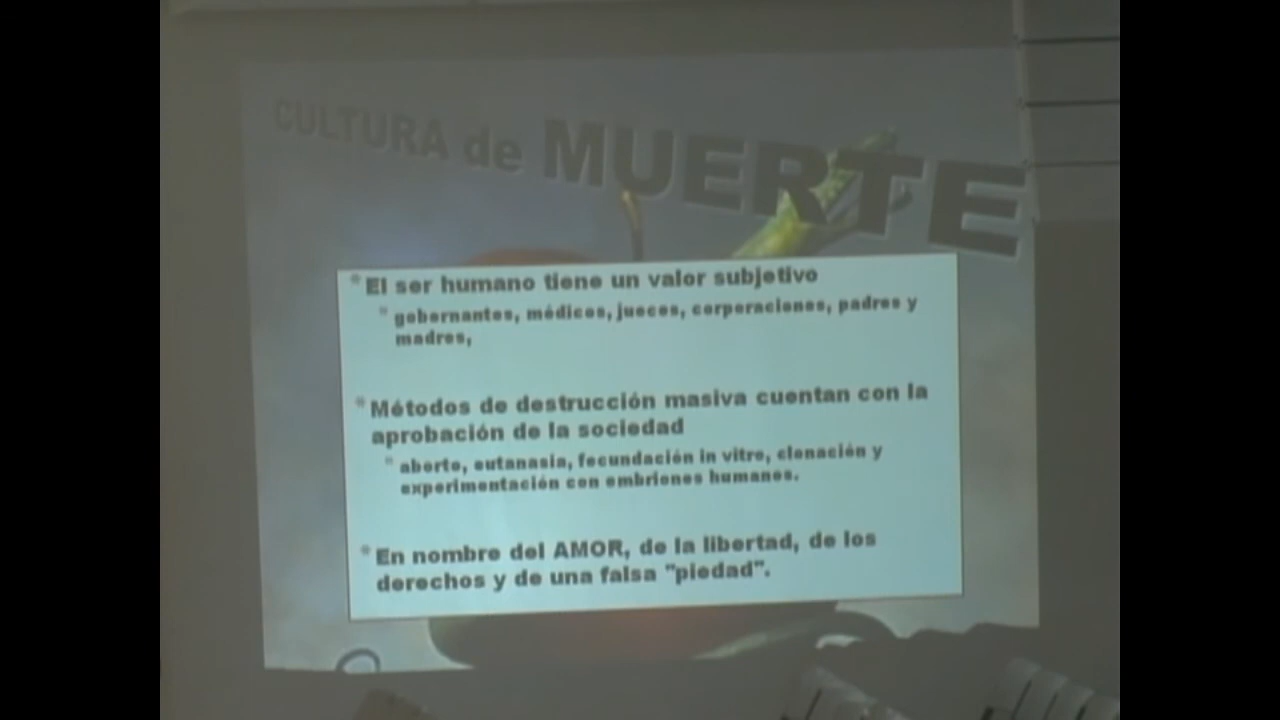 CULTURA de MUERTE
* El ser humano tiene un valor subjetivo
* gobernantes, médicos, jueces, corporaciones, padres y
madres,
* Métodos de destrucción masiva cuentan con la
aprobación de la sociedad
* aborto, eutanasia, fecundación in vitro, clonación y
experimentación con embriones humanos.
* En nombre del AMOR, de la libertad, de los
derechos y de una falsa "piedad".